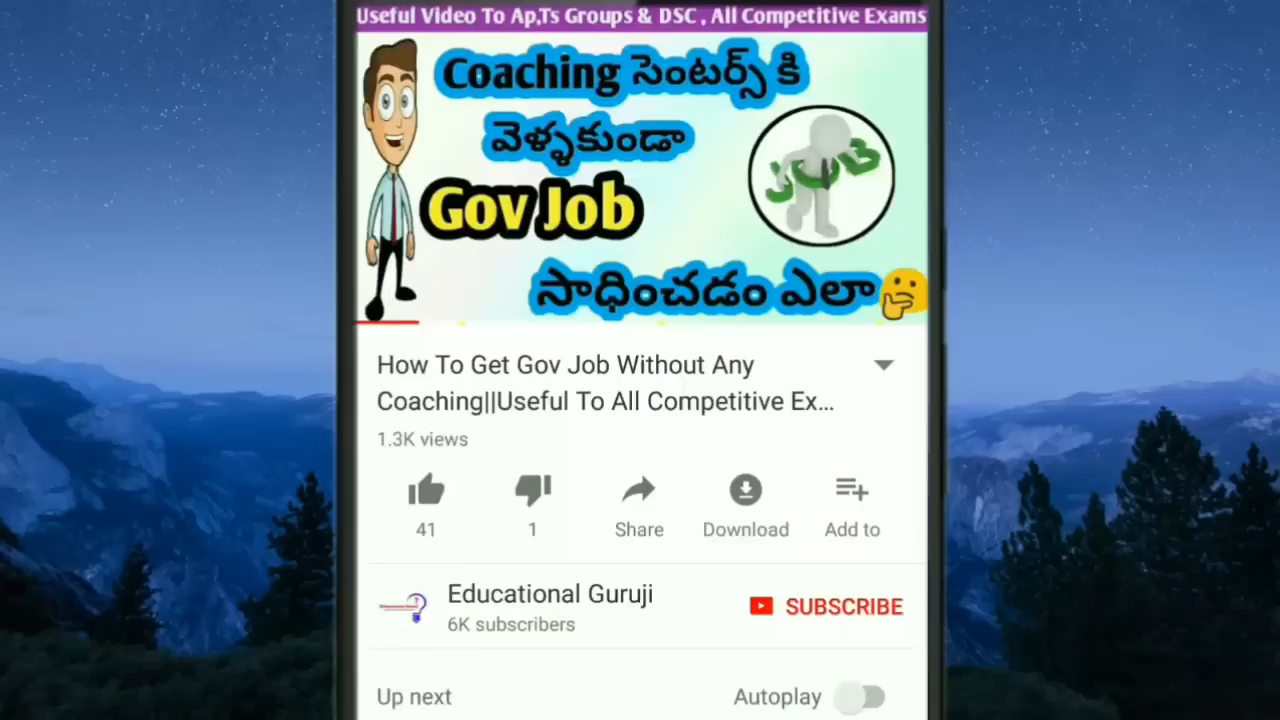 Useful Video To Ap,Ts Groups & DSC , All Competitive Exams
Coaching సెంటర్స్ కి
వెళ్ళకుండా
Gov Job
JOB
సాధించడం ఎలా
How To Get Gov Job Without Any
Coaching||Useful To All Competitive Ex...
1.3K views
41
1
Share
Download
Add to
Educational Guruji
6K subscribers
SUBSCRIBE
Up next
Autoplay